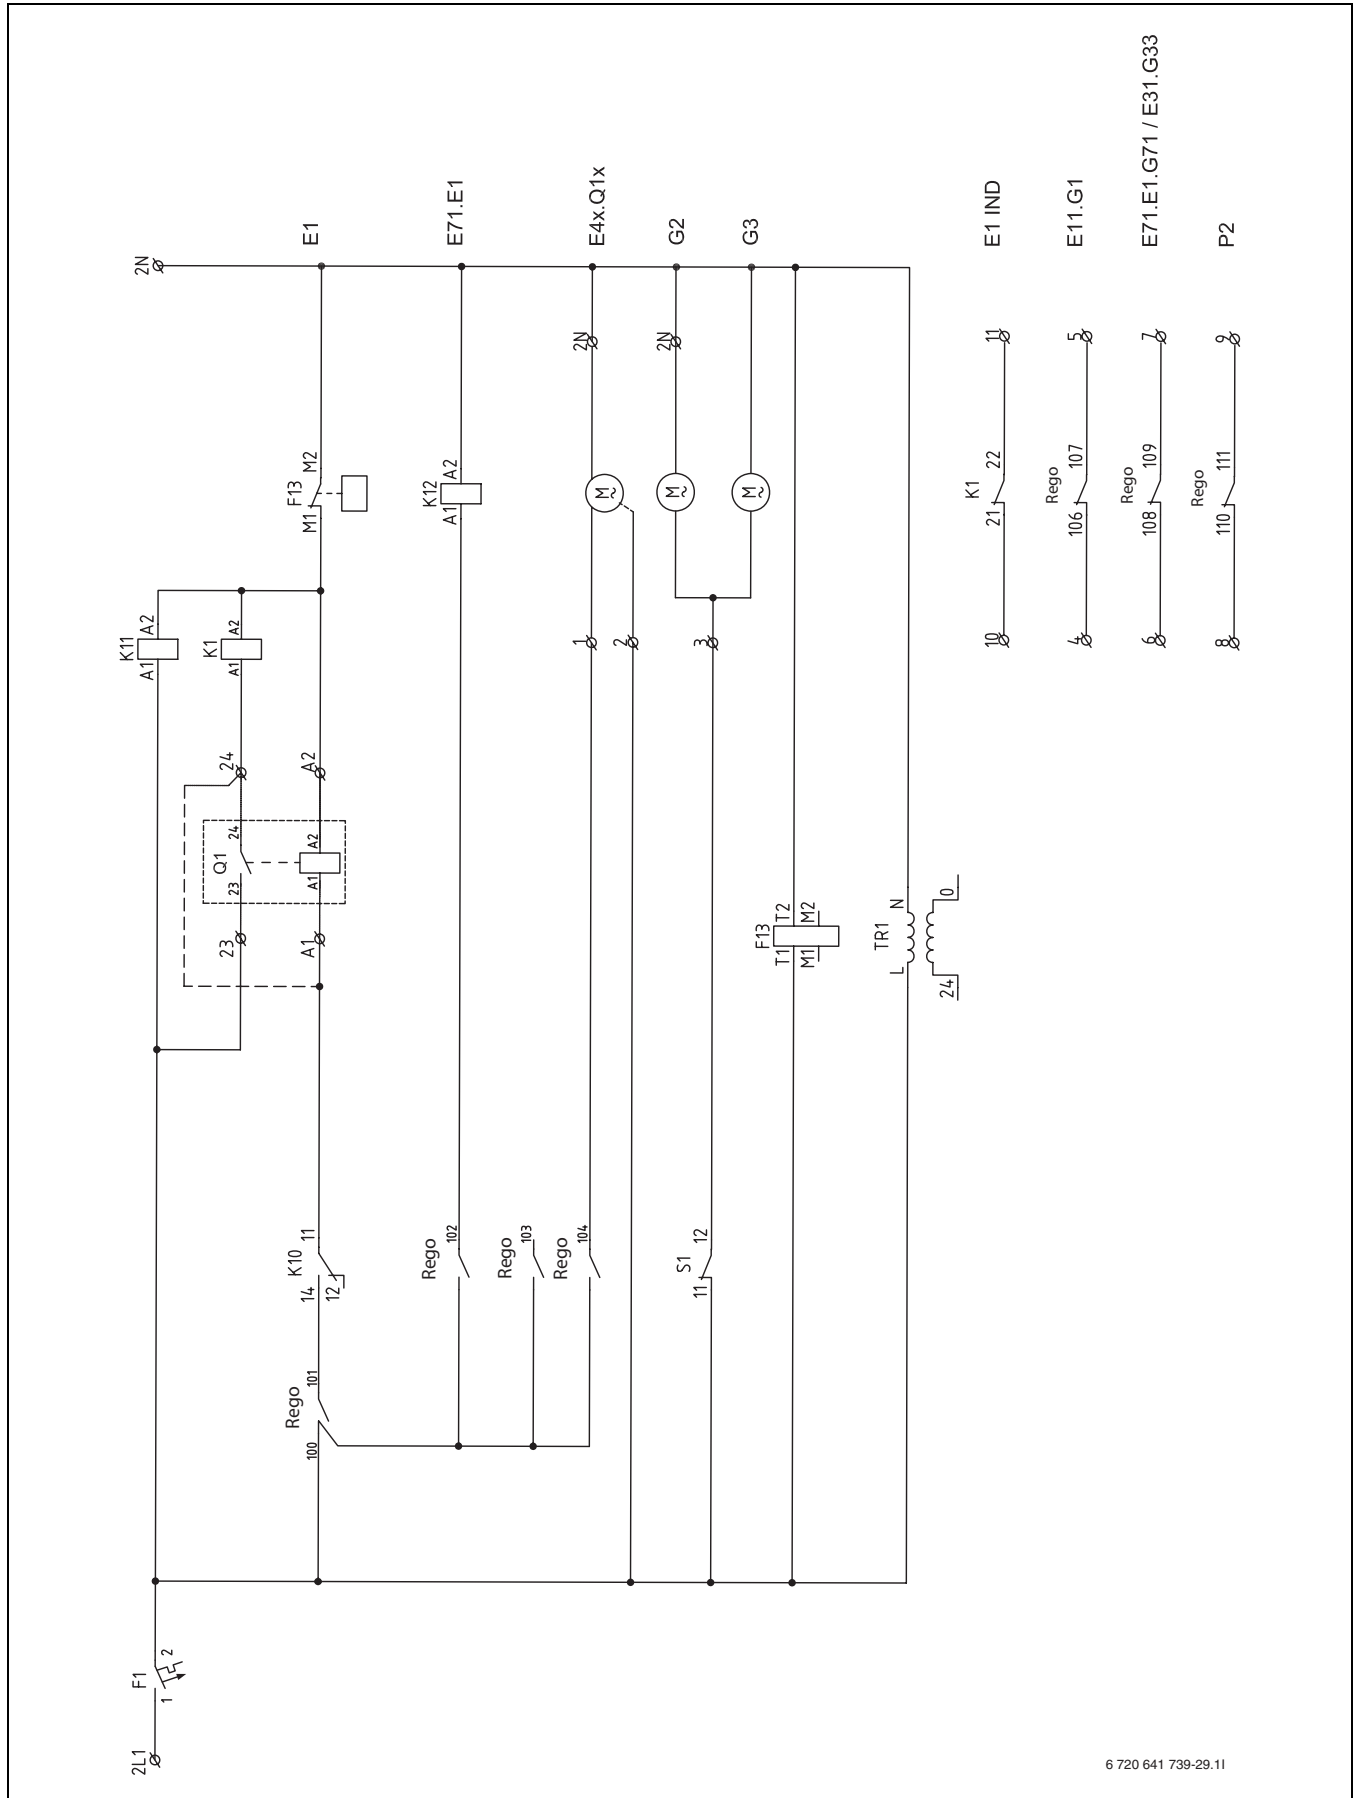 2N
E1
E71.E1
E4x.Q1x
G2
G3
E1 IND
E11.G1
E71.E1.G71 / E31.G33
P2
2N
2N
11
5
7
9
F13
M1
M2
K12
A1
A2
M
~
M
~
M
~
K1
21
22
Rego
106
107
Rego
108
109
Rego
110
111
K11
A1
A2
K1
A1
A2
1
2
3
10
4
6
8
24
A2
Q1
23
24
A1
A2
23
A1
F13
T1
T2
M1
M2
TR1
L
N
24
0
K10
14
11
12
Rego
102
Rego
103
Rego
104
S1
11
12
Rego
100
101
F1
1
2
2L1
6 720 641 739-29.1I